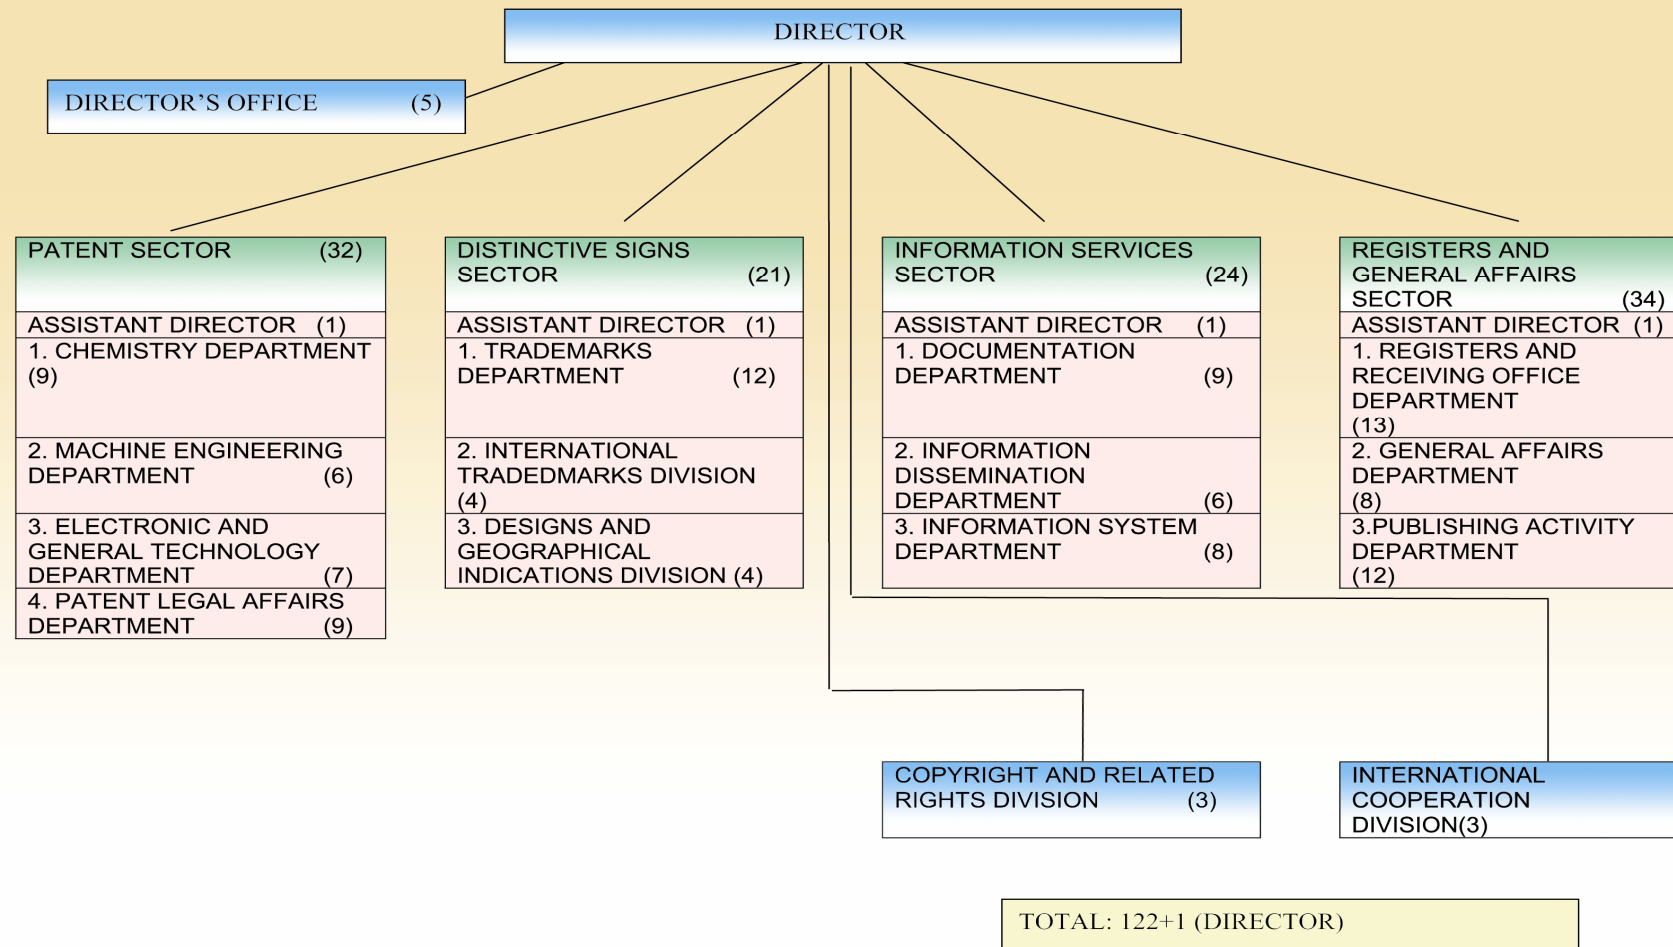 DIRECTOR
DIRECTOR’S OFFICE (5)
PATENT SECTOR (32)
ASSISTANT DIRECTOR (1)
1. CHEMISTRY DEPARTMENT
(9)
2. MACHINE ENGINEERING
DEPARTMENT (6)
3. ELECTRONIC AND
GENERAL TECHNOLOGY
DEPARTMENT (7)
4. PATENT LEGAL AFFAIRS
DEPARTMENT (9)
DISTINCTIVE SIGNS
SECTOR (21)
ASSISTANT DIRECTOR (1)
1. TRADEMARKS
DEPARTMENT (12)
2. INTERNATIONAL
TRADEDMARKS DIVISION
(4)
3. DESIGNS AND
GEOGRAPHICAL
INDICATIONS DIVISION (4)
INFORMATION SERVICES
SECTOR (24)
ASSISTANT DIRECTOR (1)
1. DOCUMENTATION
DEPARTMENT (9)
2. INFORMATION
DISSEMINATION
DEPARTMENT (6)
3. INFORMATION SYSTEM
DEPARTMENT (8)
REGISTERS AND
GENERAL AFFAIRS
SECTOR (34)
ASSISTANT DIRECTOR (1)
1. REGISTERS AND
RECEIVING OFFICE
DEPARTMENT
(13)
2. GENERAL AFFAIRS
DEPARTMENT
(8)
3.PUBLISHING ACTIVITY
DEPARTMENT
(12)
COPYRIGHT AND RELATED
RIGHTS DIVISION (3)
INTERNATIONAL
COOPERATION
DIVISION(3)
TOTAL: 122+1 (DIRECTOR)